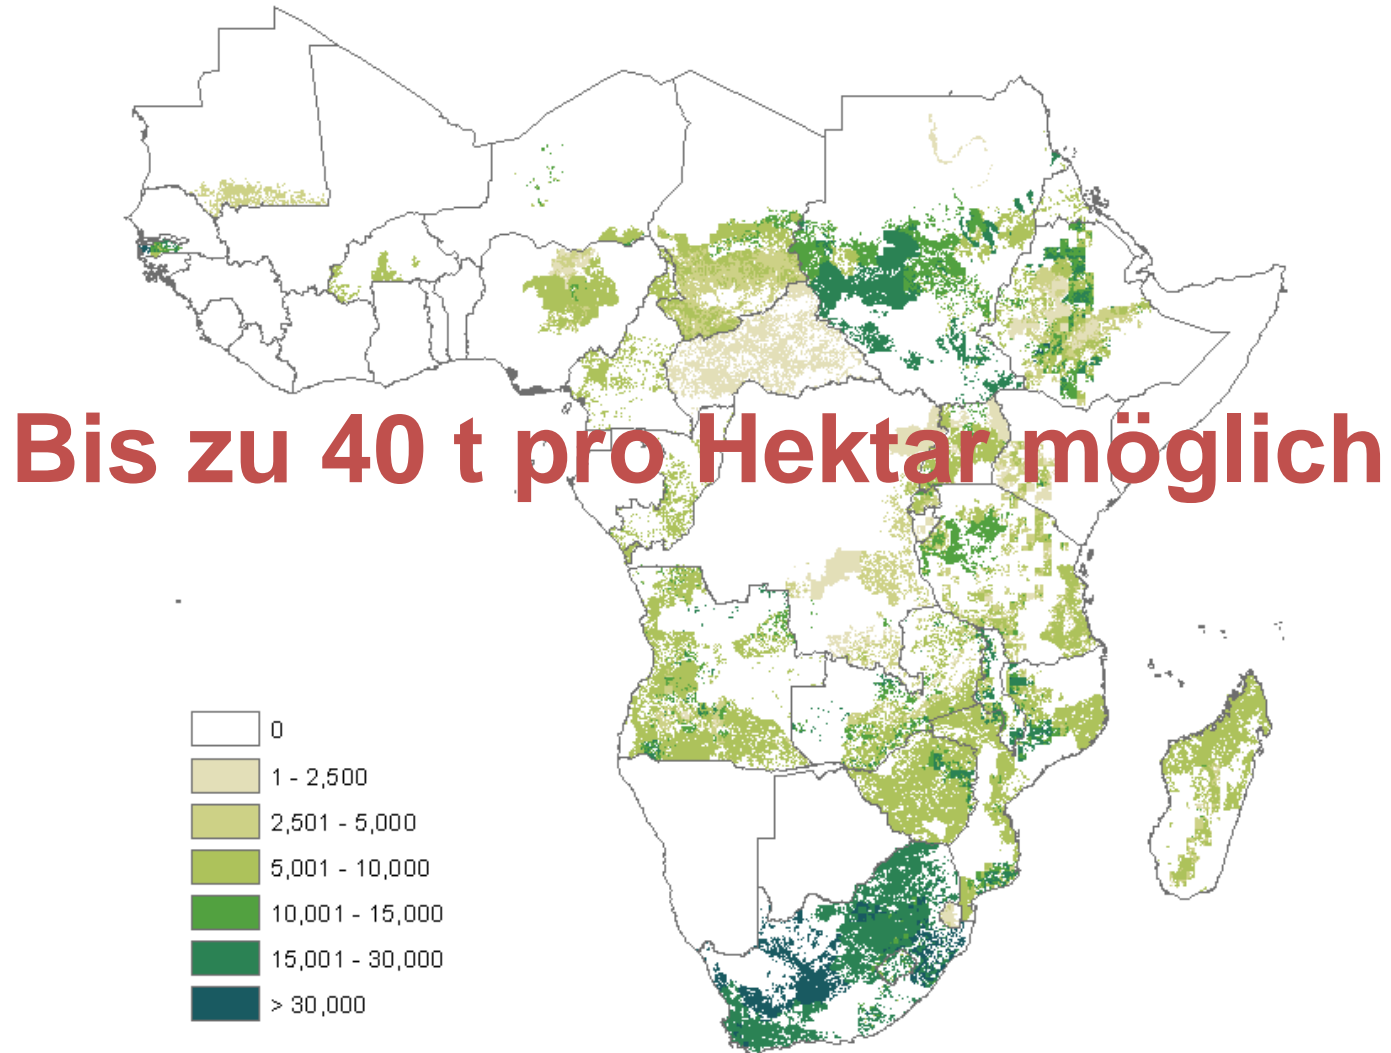 Bis zu 40 t pro Hektar möglich
0
1 - 2,500
2,501 - 5,000
5,001 - 10,000
10,001 - 15,000
15,001 - 30,000
> 30,000